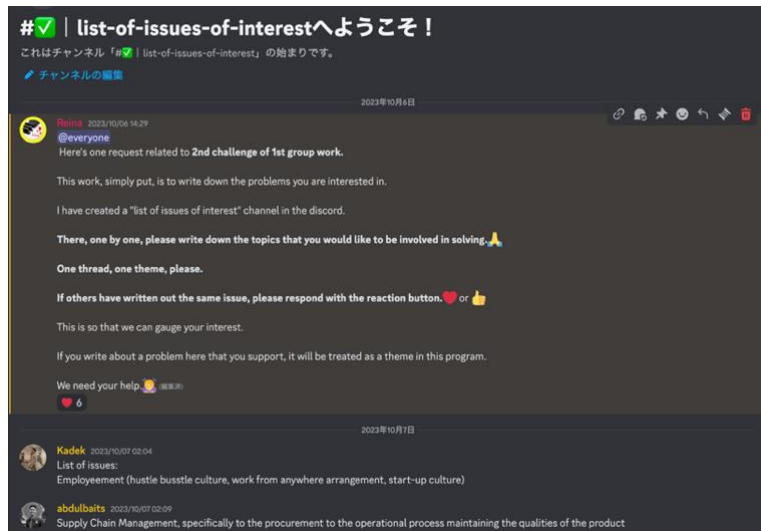 #✅｜list-of-issues-of-interestへようこそ！
これはチャンネル「#✅｜list-of-issues-of-interest」の始まりです。
チャンネルの編集
2023年10月6日
Reina 2023/10/06 14:29
@everyone
Here's one request related to 2nd challenge of 1st group work.
This work, simply put, is to write down the problems you are interested in.
I have created a "list of issues of interest" channel in the discord.
There, one by one, please write down the topics that you would like to be involved in solving.🙏
One thread, one theme, please.
If others have written out the same issue, please respond with the reaction button.❤️ or 👍
This is so that we can gauge your interest.
If you write about a problem here that you support, it will be treated as a theme in this program.
We need your help.🙇 (編集済)
❤️ 6
2023年10月7日
Kadek 2023/10/07 02:04
List of issues:
Employeement (hustle busstle culture, work from anywhere arrangement, start-up culture)
abdulbaits 2023/10/07 02:09
Supply Chain Management, specifically to the procurement to the operational process maintaining the qualities of the product